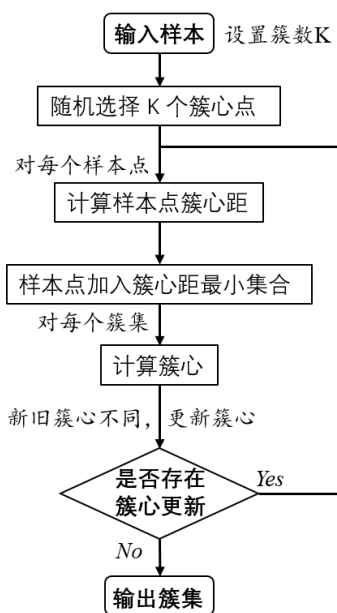 输入样本 设置簇数K
随机选择 K 个簇心点
对每个样本点
计算样本点簇心距
样本点加入簇心距最小集合
对每个簇集
计算簇心
新旧簇心不同，更新簇心
是否存在
簇心更新
Yes
No
输出簇集